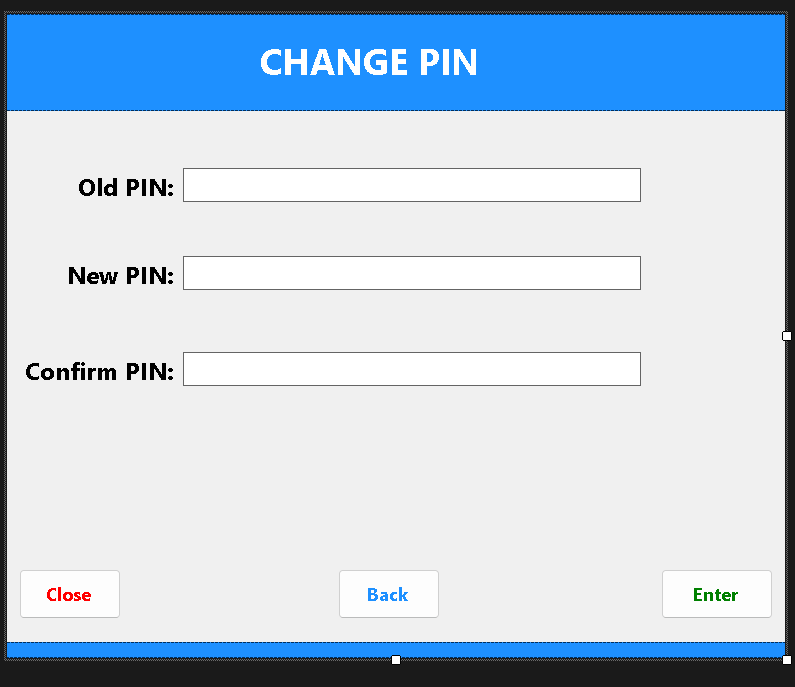 CHANGE PIN
Old PIN:
New PIN:
Confirm PIN:
Close Back Enter